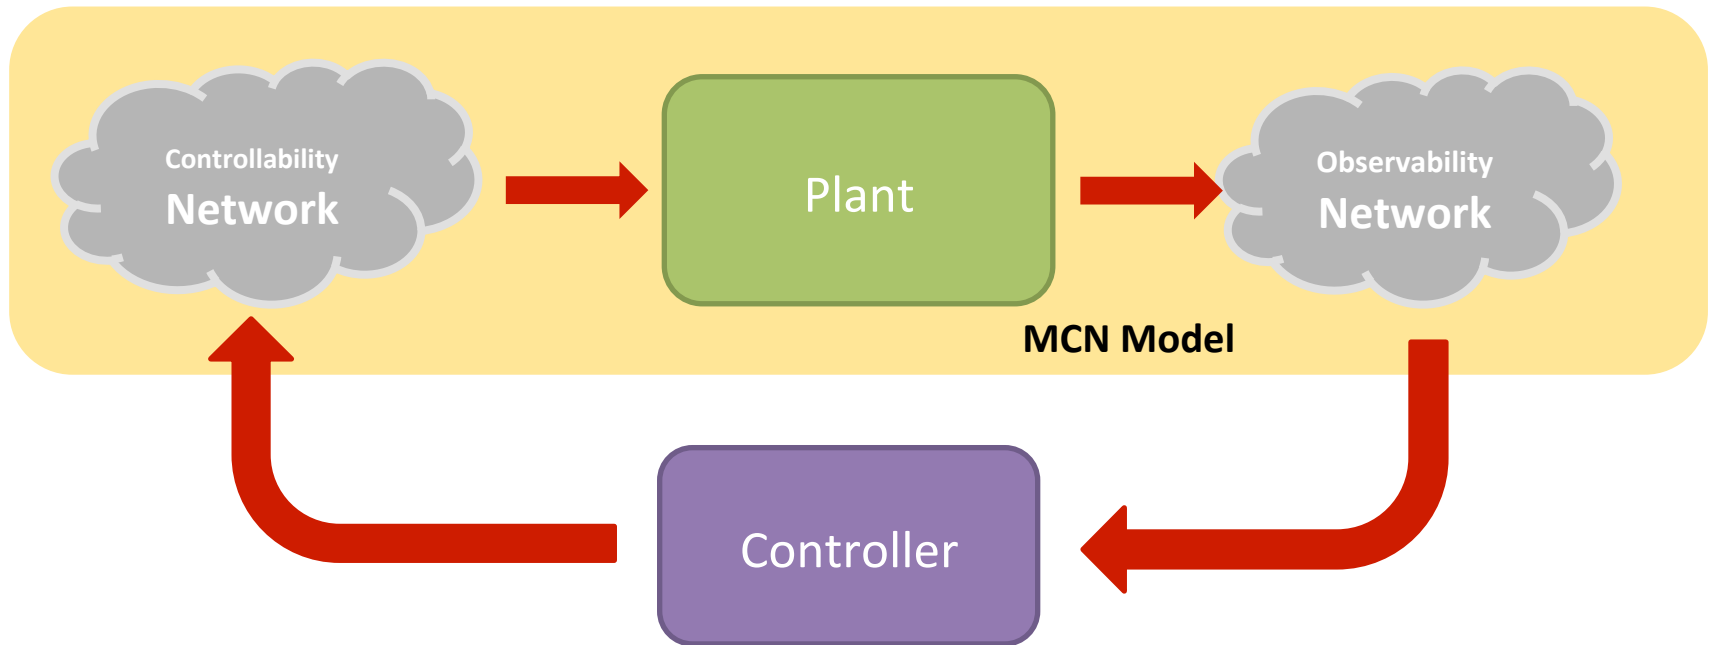 Controllability
Network
Plant
Observability
Network
MCN Model
Controller